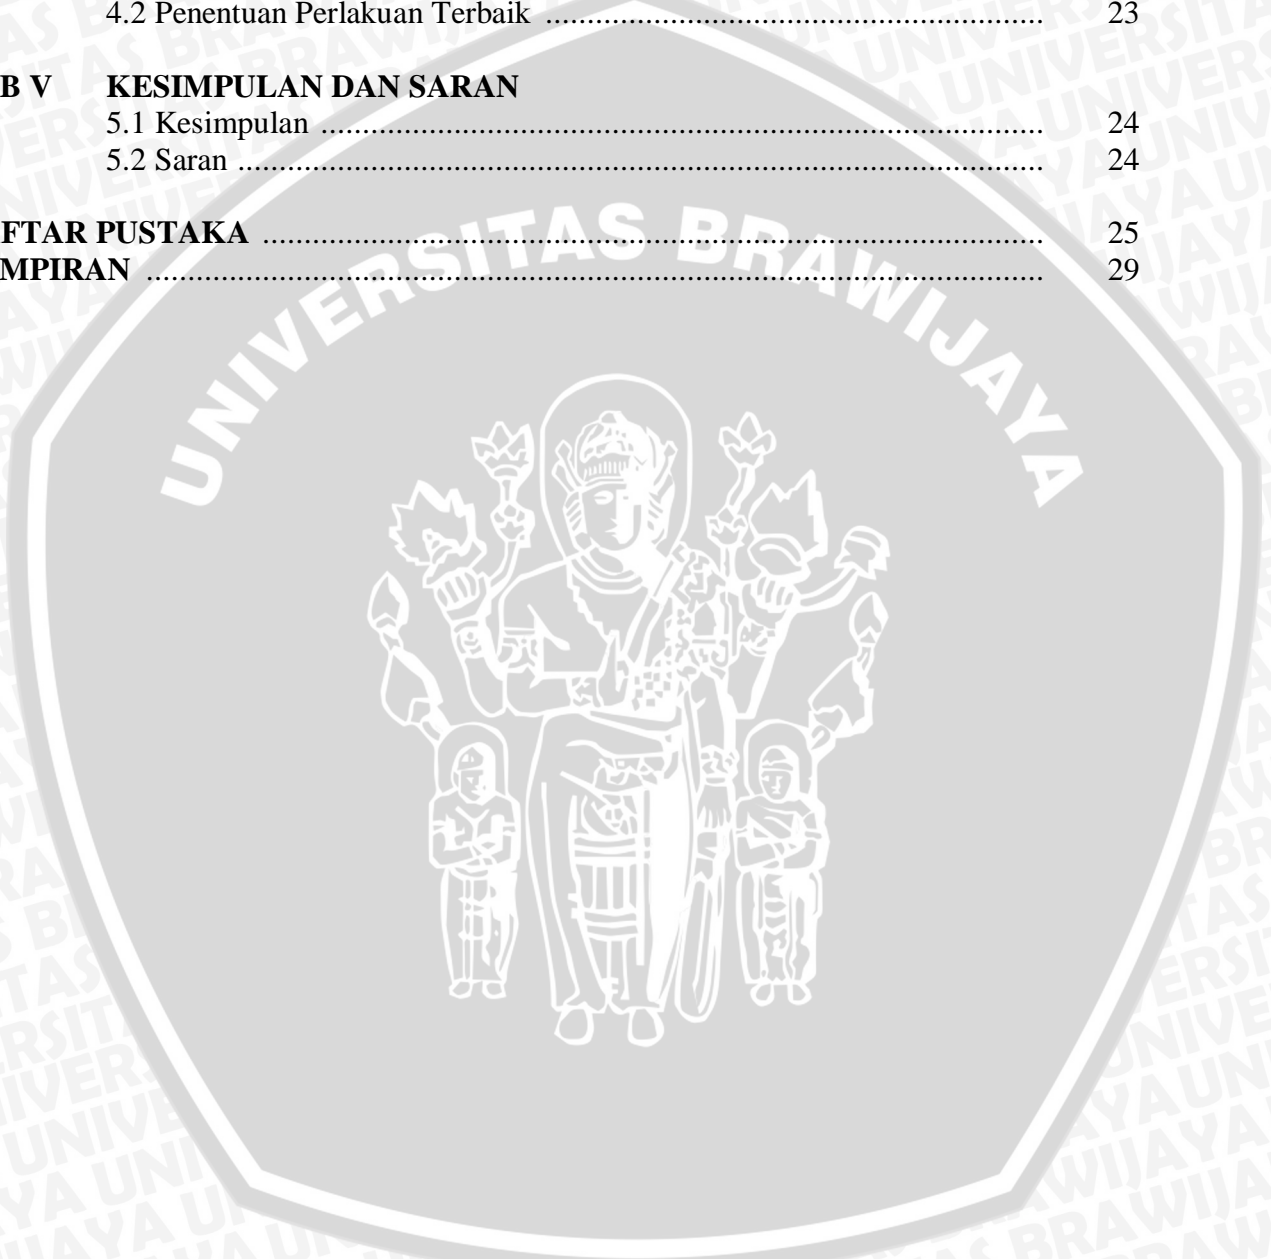 4.2 Penentuan Perlakuan Terbaik ............................................................. 23
B V KESIMPULAN DAN SARAN
5.1 Kesimpulan ........................................................................................ 24
5.2 Saran .................................................................................................. 24
FTAR PUSTAKA ............................................................................................... 25
MPIRAN ............................................................................................................. 29
UNIVERSITAS BRAWIJAYA